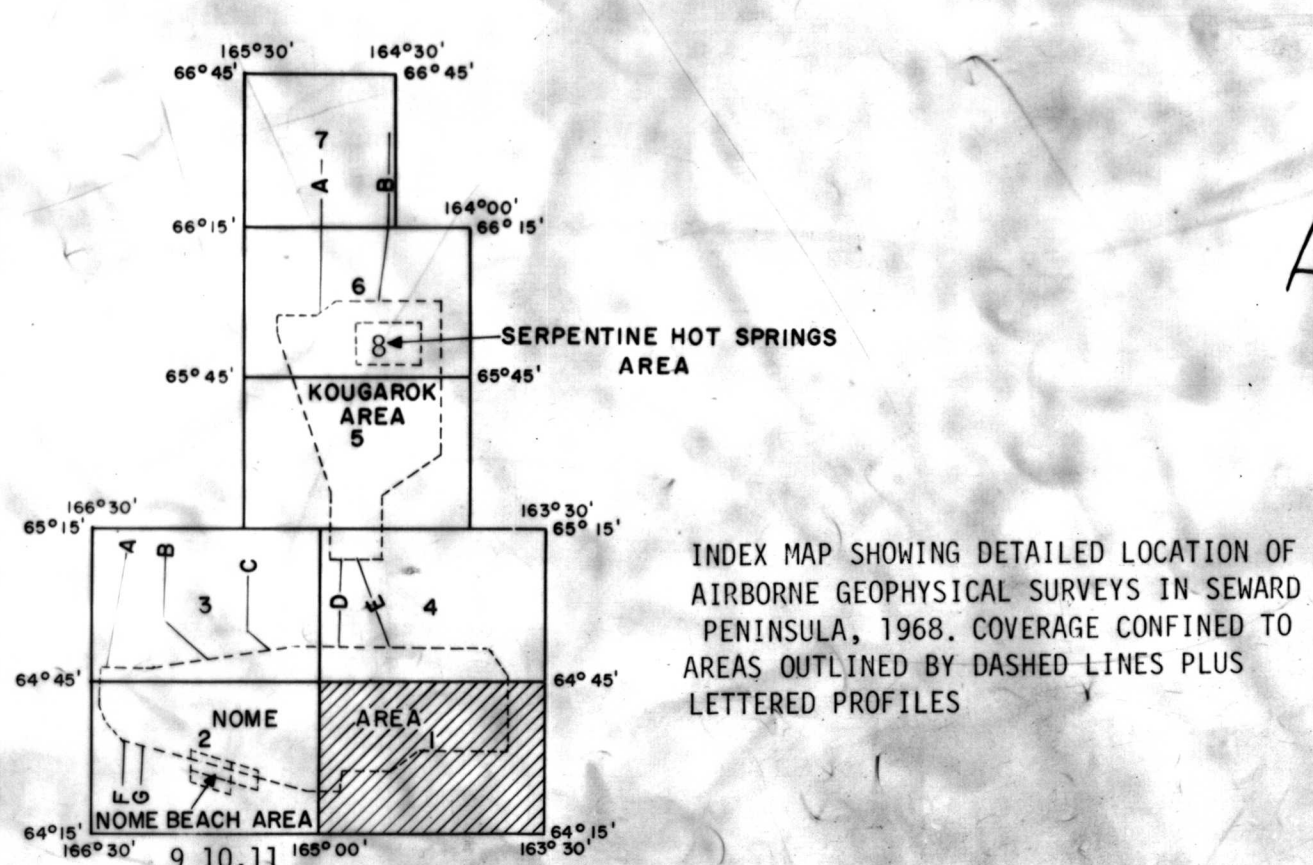 165°30' 164°30'
66°45' 66°45'
7
A B
164°00'
66°15' 66°15'
6
8 SERPENTINE HOT SPRINGS
AREA
65°45' 65°45'
KOUGAROK
AREA
5
166°30' 163°30'
65°15' 65°15'
A B C
3 D E 4
INDEX MAP SHOWING DETAILED LOCATION OF
AIRBORNE GEOPHYSICAL SURVEYS IN SEWARD
PENINSULA, 1968. COVERAGE CONFINED TO
AREAS OUTLINED BY DASHED LINES PLUS
LETTERED PROFILES
64°45' 64°45'
NOME AREA
2 1
F G
NOME BEACH AREA
64°15' 64°15'
166°30' 165°00' 163°30'
9 10,11